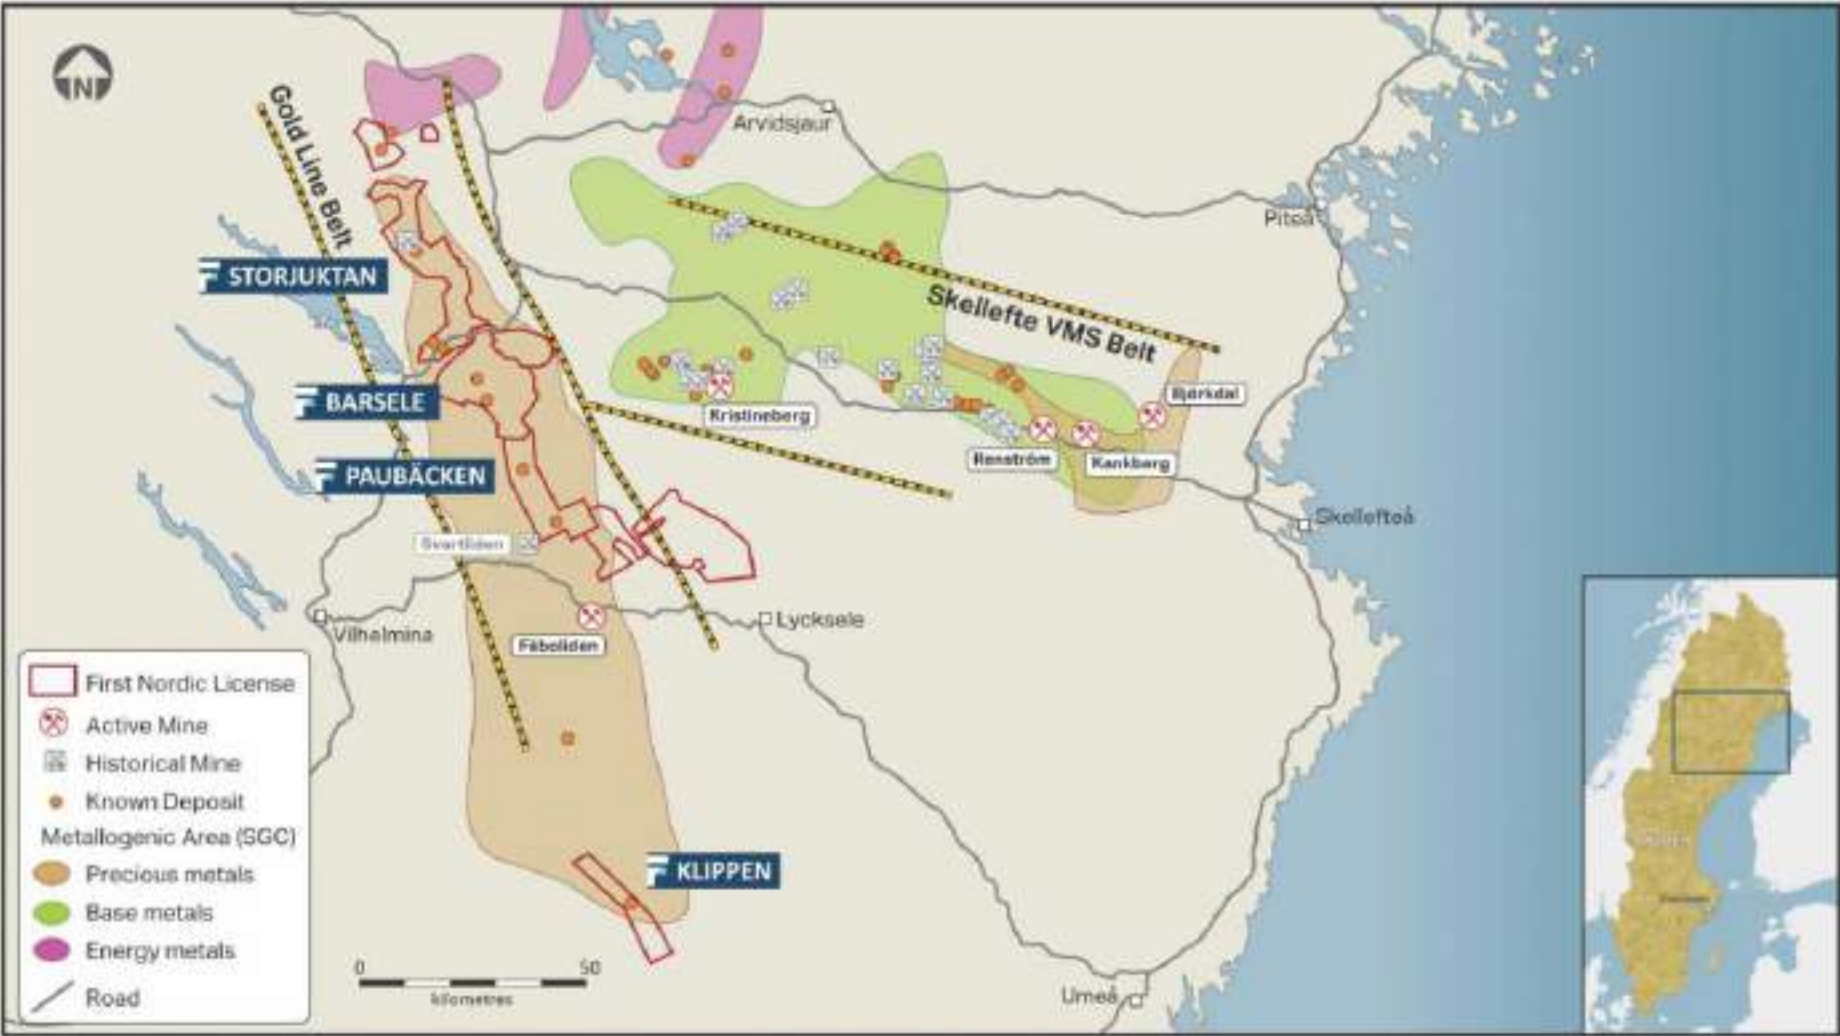 N
Gold Line Belt
Arvidsjaur
Piteå
STORJUKTAN
Skellefte VMS Belt
BARSELE
Björkdal
Kristineberg
Renström
Kankberg
PAUBÄCKEN
Skellefteå
Svartliden
Vilhelmina
Lycksele
Fäboliden
KLIPPEN
0 50
kilometres
Umeå
First Nordic License
Active Mine
Historical Mine
Known Deposit
Metallogenic Area (SGC)
Precious metals
Base metals
Energy metals
Road